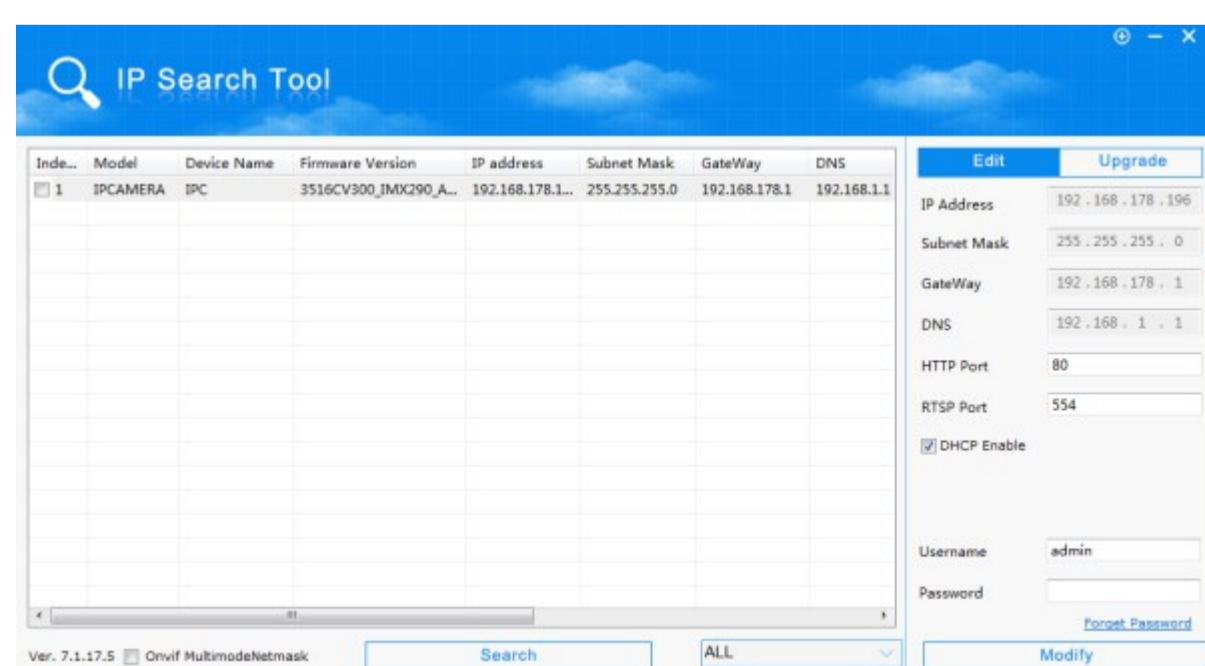 IP Search Tool
Inde... Model Device Name Firmware Version IP address Subnet Mask GateWay DNS
1 IPCAMERA IPC 3516CV300_IMX290_A... 192.168.178.1... 255.255.255.0 192.168.178.1 192.168.1.1
Edit Upgrade
IP Address 192 . 168 . 178 . 196
Subnet Mask 255 . 255 . 255 . 0
GateWay 192 . 168 . 178 . 1
DNS 192 . 168 . 1 . 1
HTTP Port 80
RTSP Port 554
DHCP Enable
Username admin
Password
Forget Password
Ver. 7.1.17.5 Onvif MultimodeNetmask Search ALL Modify